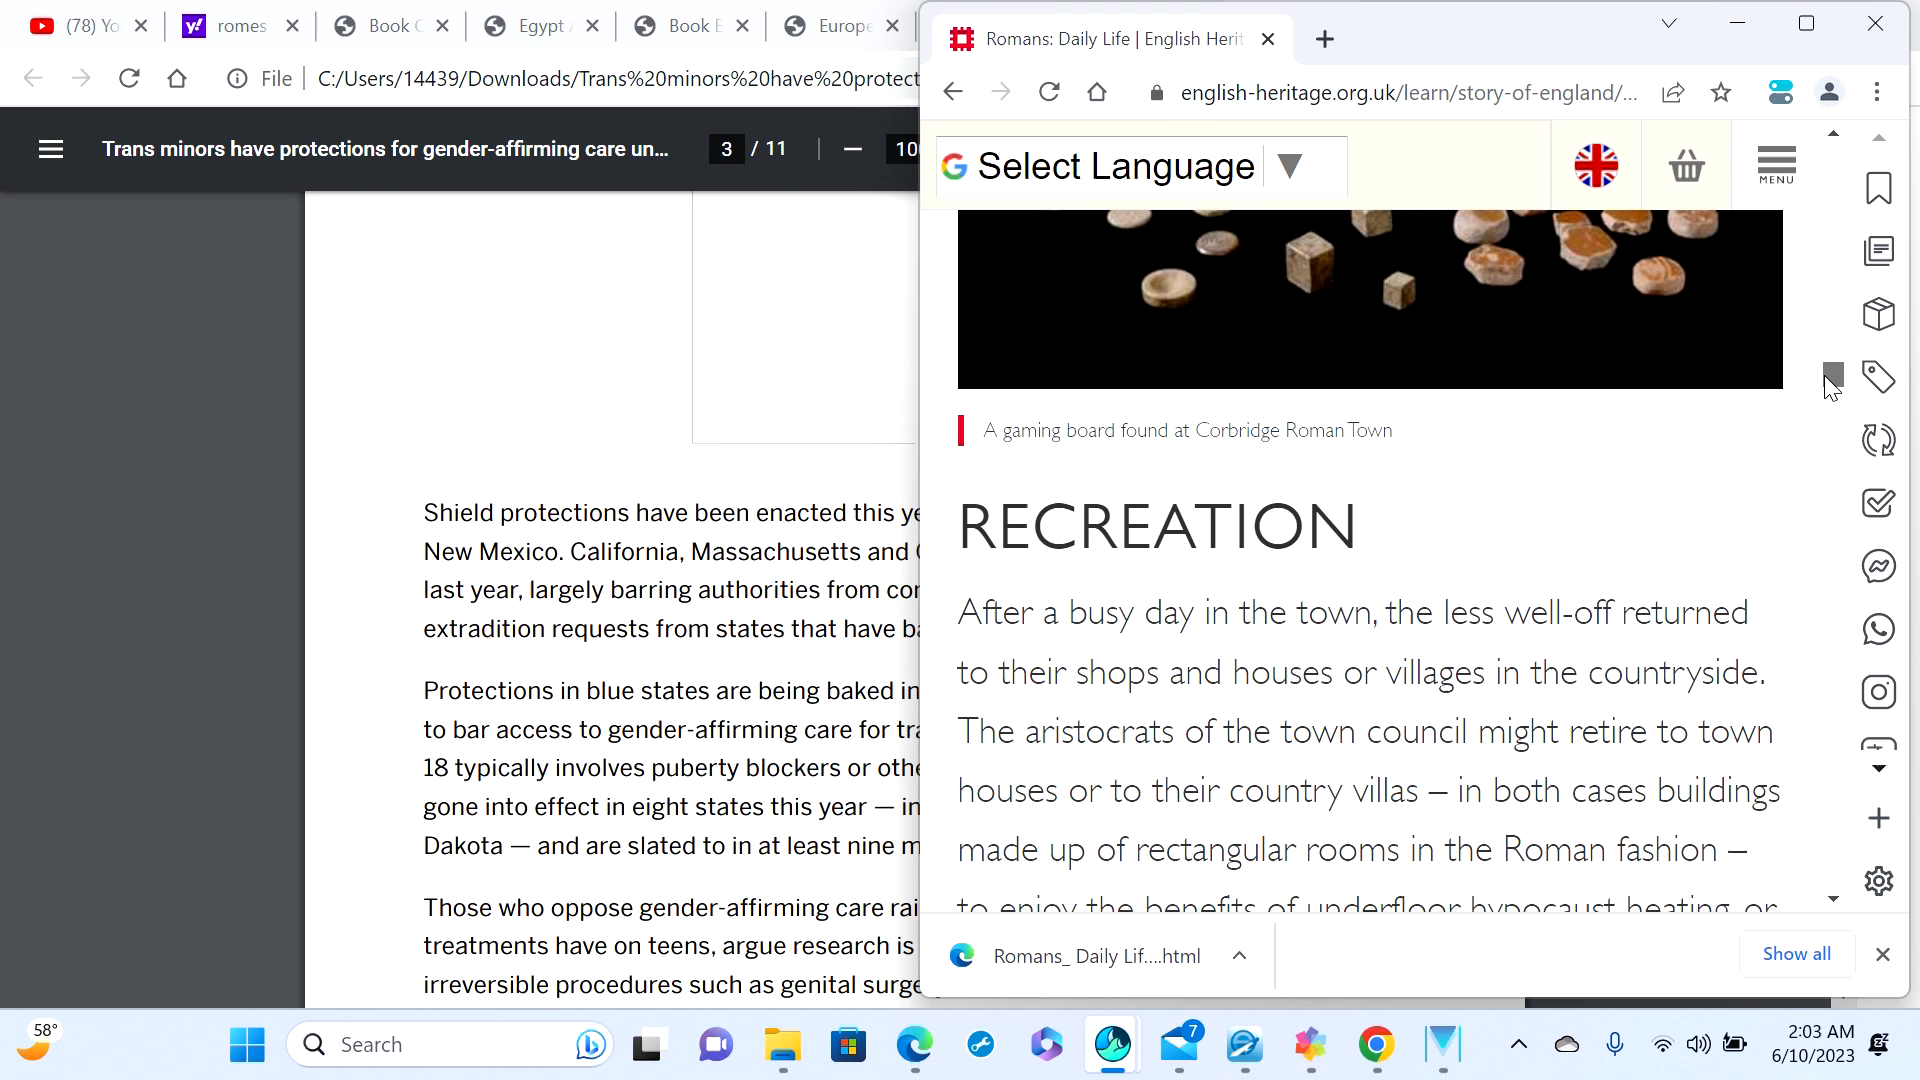 (78) Yo
romes
Book C
Egypt
Book E
Europe
File
C:/Users/14439/Downloads/Trans%20minors%20have%20protect
Trans minors have protections for gender-affirming care un...
3 / 11
10
Shield protections have been enacted this ye
New Mexico. California, Massachusetts and
last year, largely barring authorities from cor
extradition requests from states that have ba
Protections in blue states are being baked in
to bar access to gender-affirming care for tra
18 typically involves puberty blockers or othe
gone into effect in eight states this year — in
Dakota — and are slated to in at least nine m
Those who oppose gender-affirming care rai
treatments have on teens, argue research is
irreversible procedures such as genital surge
Romans: Daily Life | English Herit
english-heritage.org.uk/learn/story-of-england/...
Select Language
MENU
A gaming board found at Corbridge Roman Town
RECREATION
After a busy day in the town, the less well-off returned
to their shops and houses or villages in the countryside.
The aristocrats of the town council might retire to town
houses or to their country villas – in both cases buildings
made up of rectangular rooms in the Roman fashion –
to enjoy the benefits of underfloor hypocaust heating, or
Romans_ Daily Lif....html
Show all
58°
Search
7
2:03 AM
6/10/2023